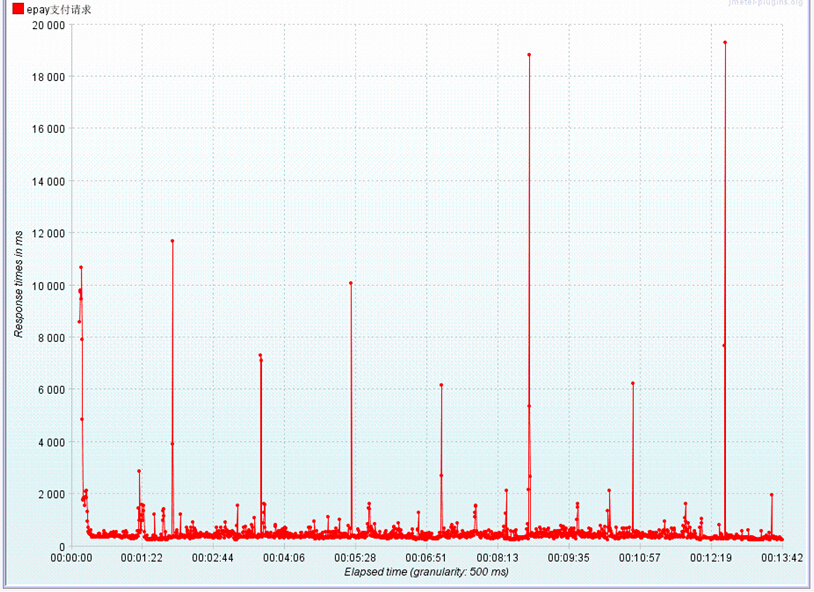 jmeter-plugins.org
epay支付请求
20 000
18 000
16 000
14 000
12 000
10 000
8 000
6 000
4 000
2 000
0
Response times in ms
00:00:00 00:01:22 00:02:44 00:04:06 00:05:28 00:06:51 00:08:13 00:09:35 00:10:57 00:12:19 00:13:42
Elapsed time (granularity: 500 ms)